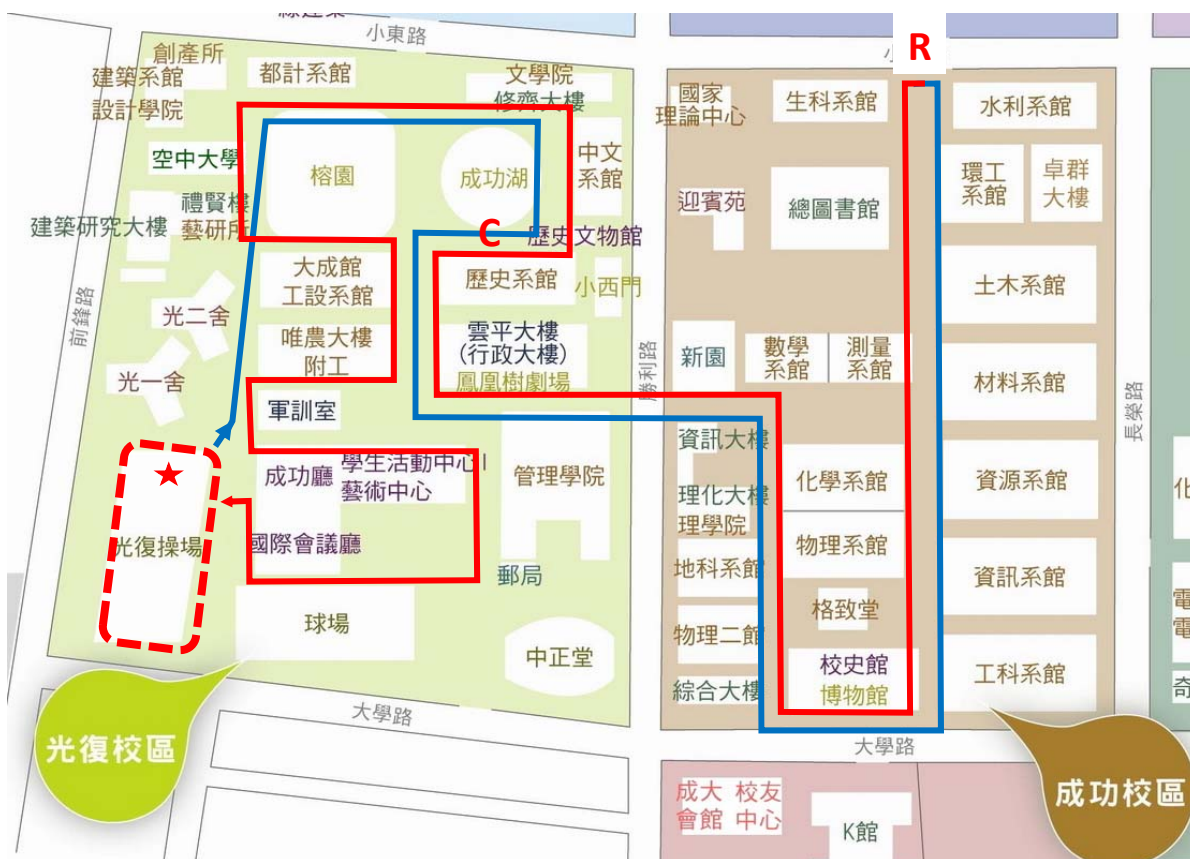 小東路
創產所
建築系館
設計學院
都計系館
文學院
修齊大樓
空中大學
榕園
成功湖
中文
系館
禮賢樓
藝研所
建築研究大樓
C
歷史文物館
大成館
工設系館
歷史系館
小西門
前鋒路
光二舍
唯農大樓
附工
雲平大樓
(行政大樓)
鳳凰樹劇場
光一舍
軍訓室
成功廳
學生活動中心I
藝術中心
管理學院
光復操場
國際會議廳
郵局
球場
中正堂
大學路
光復校區
勝利路
R
小
國家
理論中心
生科系館
水利系館
迎賓苑
總圖書館
環工
系館
卓群
大樓
土木系館
新園
數學
系館
測量
系館
材料系館
長榮路
資訊大樓
理化大樓
理學院
化學系館
資源系館
化
地科系館
物理系館
資訊系館
格致堂
電
電
物理二館
校史館
博物館
工科系館
綜合大樓
奇
大學路
成功校區
成大
會館
校友
中心
K館